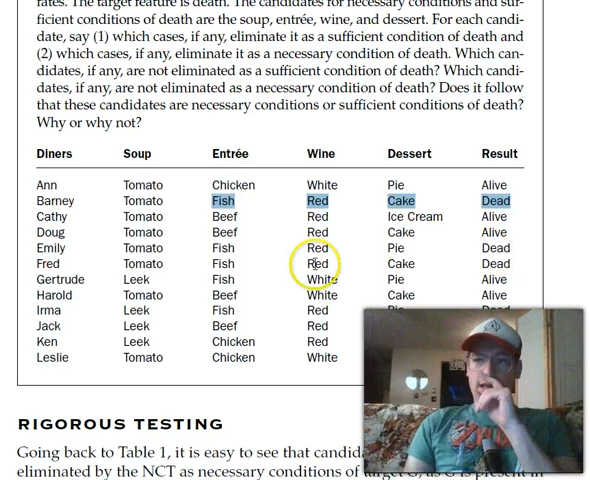 rates. The target feature is death. The candidates for necessary conditions and suf-
ficient conditions of death are the soup, entrée, wine, and dessert. For each candi-
date, say (1) which cases, if any, eliminate it as a sufficient condition of death and
(2) which cases, if any, eliminate it as a necessary condition of death. Which can-
didates, if any, are not eliminated as a sufficient condition of death? Which candi-
dates, if any, are not eliminated as a necessary condition of death? Does it follow
that these candidates are necessary conditions or sufficient conditions of death?
Why or why not?
Diners Soup Entrée Wine Dessert Result
Ann Tomato Chicken White Pie Alive
Barney Tomato Fish Red Cake Dead
Cathy Tomato Beef Red Ice Cream Alive
Doug Tomato Beef Red Cake Alive
Emily Tomato Fish Red Pie Dead
Fred Tomato Fish Red Cake Dead
Gertrude Leek Fish White Pie Alive
Harold Tomato Beef White Cake Alive
Irma Leek Fish Red Pie Dead
Jack Leek Beef Red
Ken Leek Chicken Red
Leslie Tomato Chicken White
RIGOROUS TESTING
Going back to Table 1, it is easy to see that candida
eliminated by the NCT as necessary conditions of target G, as G is present in